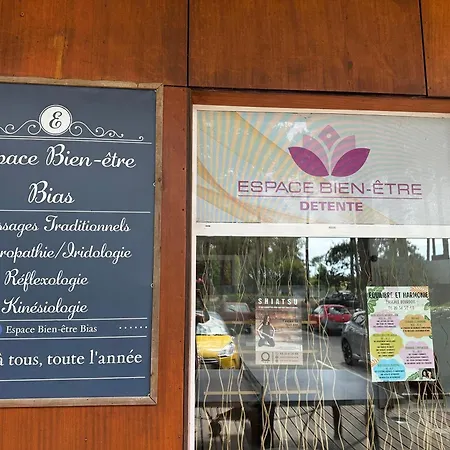 E
space Bien-être
Bias
ssages Traditionnels
ropathie/Iridologie
Réflexologie
Kinésiologie
Espace Bien-être Bias
à tous, toute l'année
ESPACE BIEN-ÊTRE
DETENTE
SHIATSU
EQUILIBRE ET HARMONIE